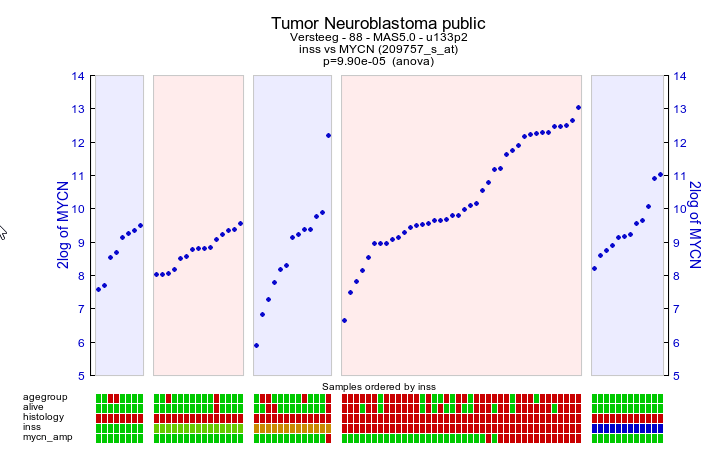 Tumor Neuroblastoma public
Versteeg - 88 - MAS5.0 - u133p2
inss vs MYCN (209757_s_at)
p=9.90e-05 (anova)
14 14
13 13
12 12
11 11
10 10
9 9
8 8
7 7
6 6
5 5
2log of MYCN
2log of MYCN
Samples ordered by inss
agegroup
alive
histology
inss
mycn_amp